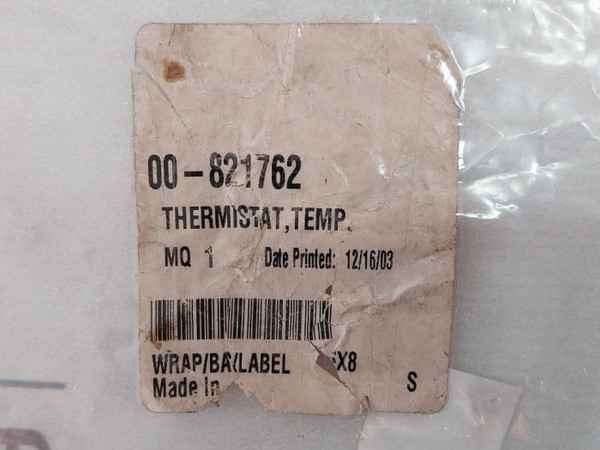 00-821762
THERMISTAT,TEMP.
MQ 1 Date Printed: 12/16/03
WRAP/BA/LABEL X8
Made In
S